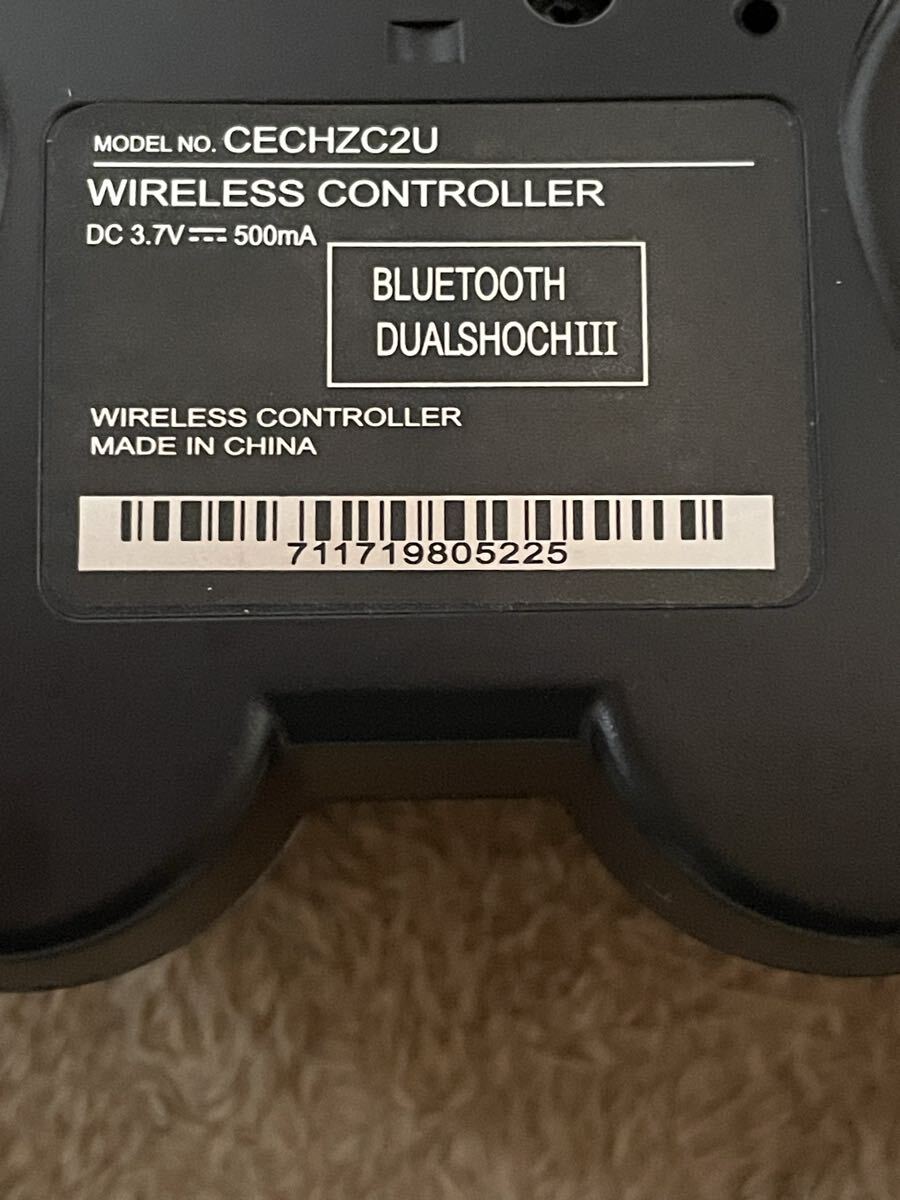 MODEL NO. CECHZC2U
WIRELESS CONTROLLER
DC 3.7V⎓500mA
BLUETOOTH
DUALSHOCHIII
WIRELESS CONTROLLER
MADE IN CHINA
711719805225